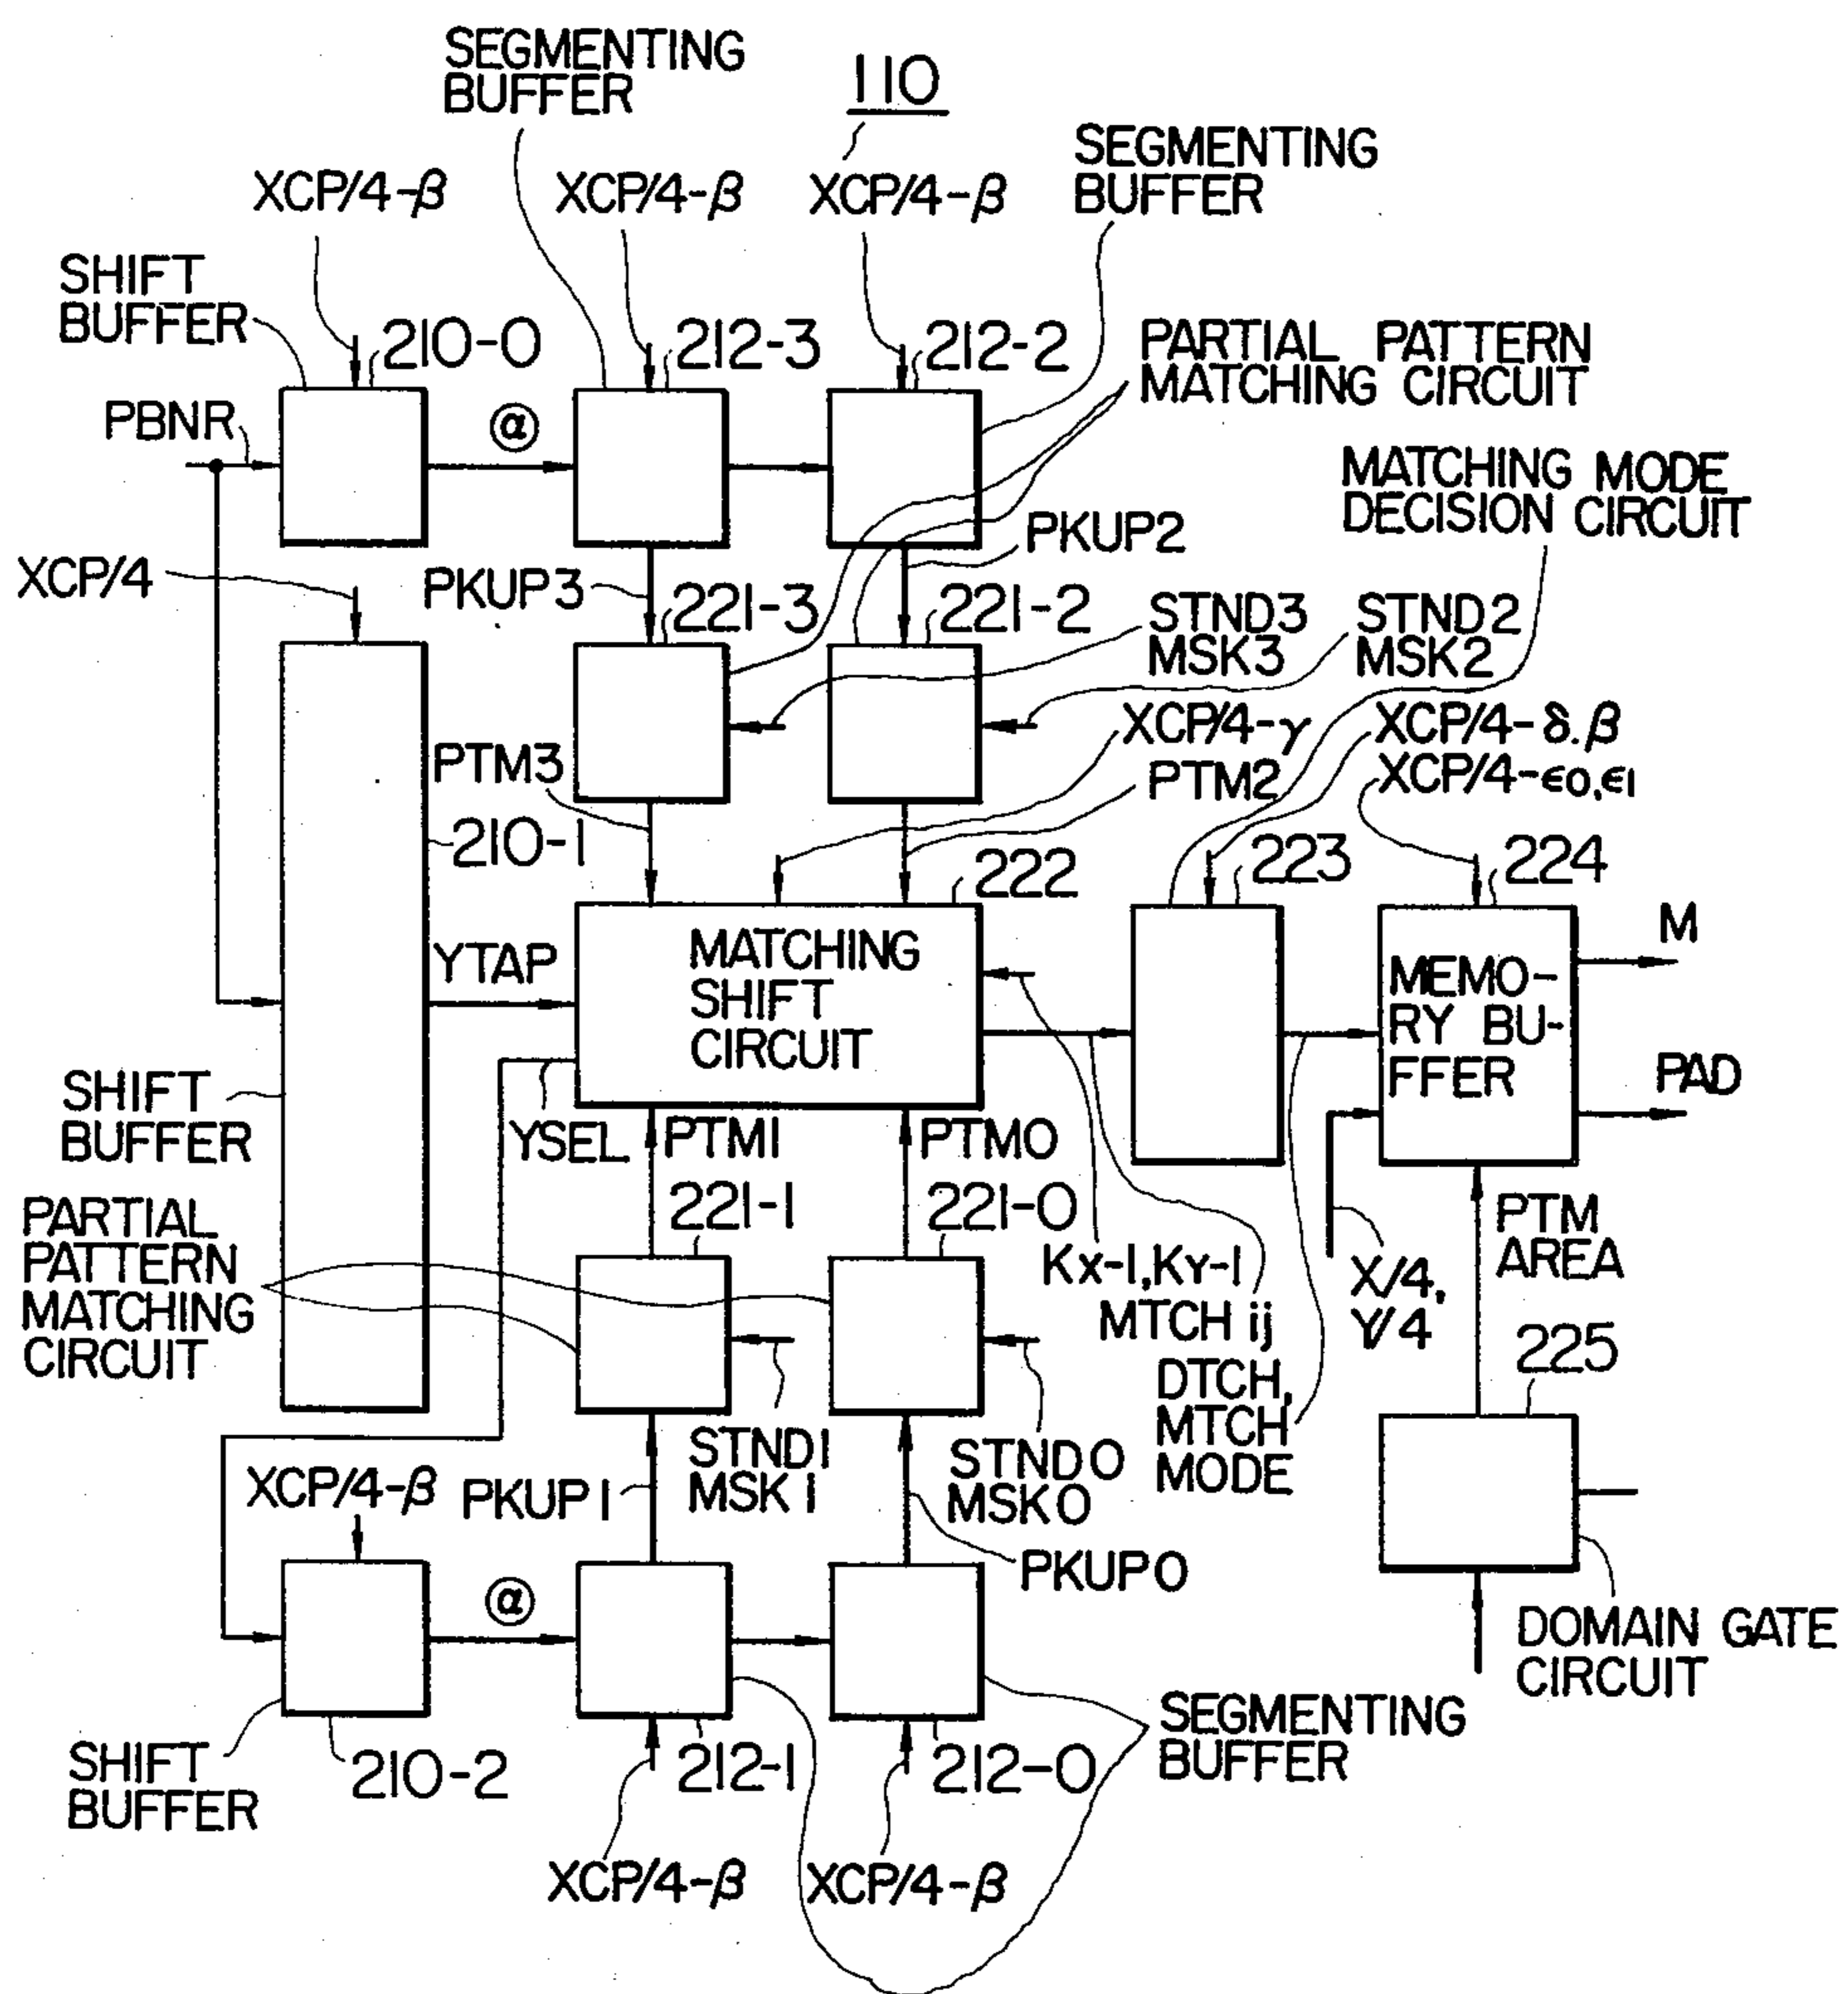 SEGMENTING
BUFFER
110
SEGMENTING
BUFFER
XCP/4-β
XCP/4-β
XCP/4-β
SHIFT
BUFFER
210-0
212-3
212-2
PARTIAL PATTERN
MATCHING CIRCUIT
PBNR
α
MATCHING MODE
DECISION CIRCUIT
PKUP2
XCP/4
PKUP3
221-3
221-2
STND3
MSK3
STND2
MSK2
XCP/4-γ
XCP/4-δ.β
PTM3
PTM2
XCP/4-ε0,ε1
210-1
222
223
224
M
YTAP
MATCHING
SHIFT
CIRCUIT
MEMO-
RY BU-
FFER
PAD
SHIFT
BUFFER
YSEL
PTM1
PTM0
221-1
221-0
PARTIAL
PATTERN
MATCHING
CIRCUIT
Kx-1,KY-1
MTCH ij
X/4,
Y/4
PTM
AREA
225
DTCH,
MTCH
MODE
STND1
MSK1
STND0
MSK0
XCP/4-β
PKUP1
PKUP0
α
DOMAIN GATE
CIRCUIT
SHIFT
BUFFER
210-2
212-1
212-0
SEGMENTING
BUFFER
XCP/4-β
XCP/4-β